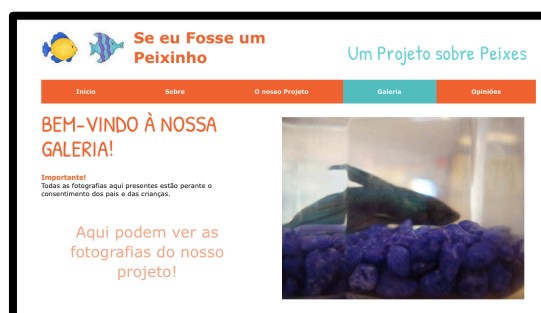 Se eu Fosse um
Peixinho
Um Projeto sobre Peixes
Início
Sobre
O nosso Projeto
Galeria
Opiniões
BEM-VINDO À NOSSA
GALERIA!
Importante!
Todas as fotografias aqui presentes estão perante o
consentimento dos pais e das crianças.
Aqui podem ver as
fotografias do nosso
projeto!